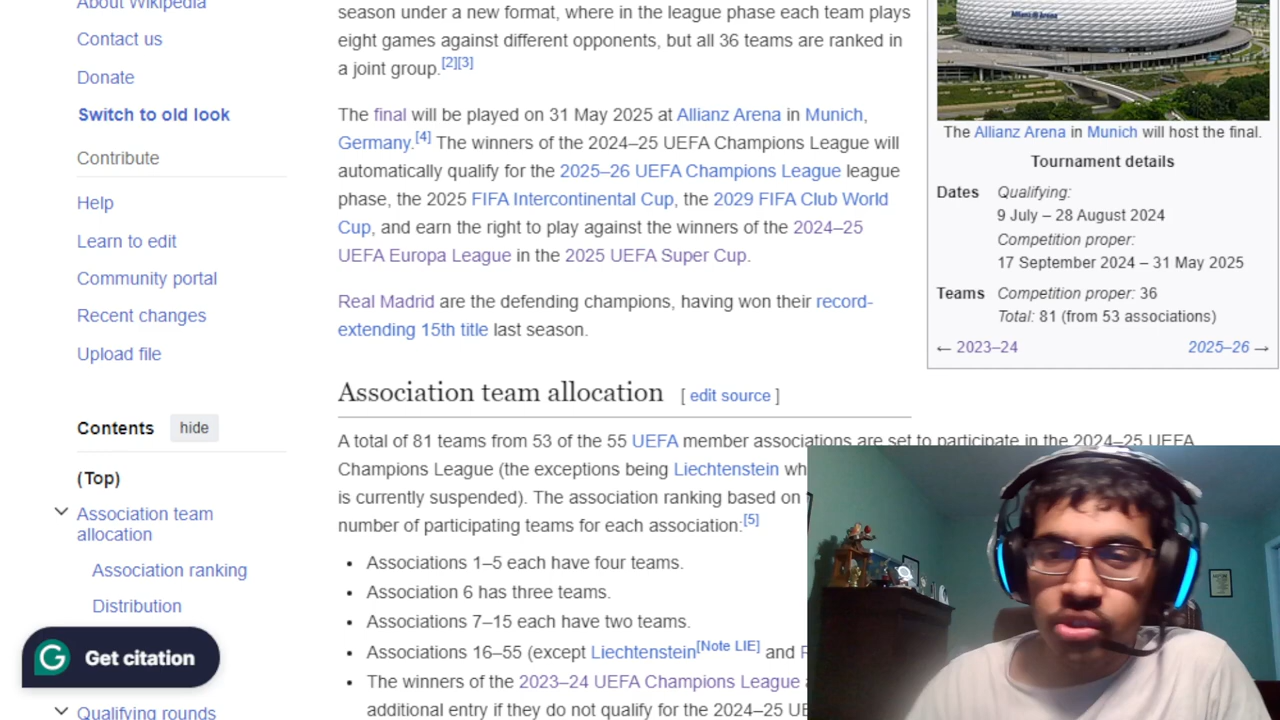 About Wikipedia
Contact us
Donate
Switch to old look
Contribute
Help
Learn to edit
Community portal
Recent changes
Upload file
Contents hide
(Top)
Association team
allocation
Association ranking
Distribution
Get citation
Qualifying rounds
season under a new format, where in the league phase each team plays
eight games against different opponents, but all 36 teams are ranked in
a joint group.[2][3]
The final will be played on 31 May 2025 at Allianz Arena in Munich,
Germany.[4] The winners of the 2024–25 UEFA Champions League will
automatically qualify for the 2025–26 UEFA Champions League league
phase, the 2025 FIFA Intercontinental Cup, the 2029 FIFA Club World
Cup, and earn the right to play against the winners of the 2024–25
UEFA Europa League in the 2025 UEFA Super Cup.
Real Madrid are the defending champions, having won their record-
extending 15th title last season.
Association team allocation [ edit source ]
A total of 81 teams from 53 of the 55 UEFA member associations are set to participate in the 2024–25 UEFA
Champions League (the exceptions being Liechtenstein wh
is currently suspended). The association ranking based on
number of participating teams for each association:[5]
• Associations 1–5 each have four teams.
• Association 6 has three teams.
• Associations 7–15 each have two teams.
• Associations 16–55 (except Liechtenstein[Note LIE] and
• The winners of the 2023–24 UEFA Champions League
additional entry if they do not qualify for the 2024–25 UE
Allianz Arena
The Allianz Arena in Munich will host the final.
Tournament details
Dates Qualifying:
9 July – 28 August 2024
Competition proper:
17 September 2024 – 31 May 2025
Teams Competition proper: 36
Total: 81 (from 53 associations)
← 2023–24 2025–26 →